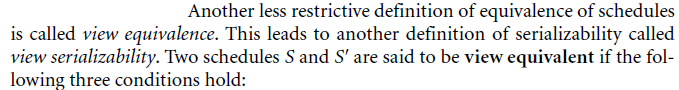 Another less restrictive definition of equivalence of schedules
is called view equivalence. This leads to another definition of serializability called
view serializability. Two schedules S and S′ are said to be view equivalent if the fol-
lowing three conditions hold: